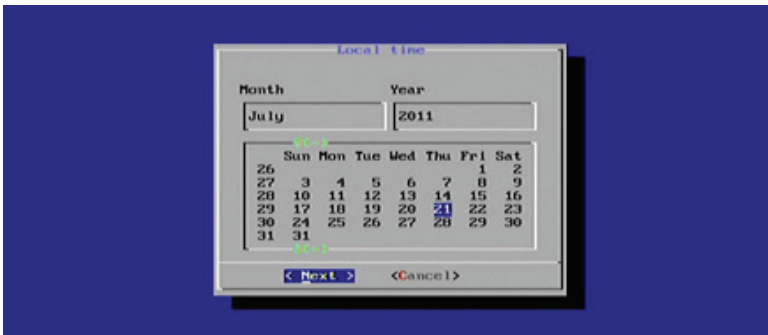 Local time
Month Year
July 2011
Sun Mon Tue Wed Thu Fri Sat
26 1 2
27 3 4 5 6 7 8 9
28 10 11 12 13 14 15 16
29 17 18 19 20 21 22 23
30 24 25 26 27 28 29 30
31 31
< Next > <Cancel>